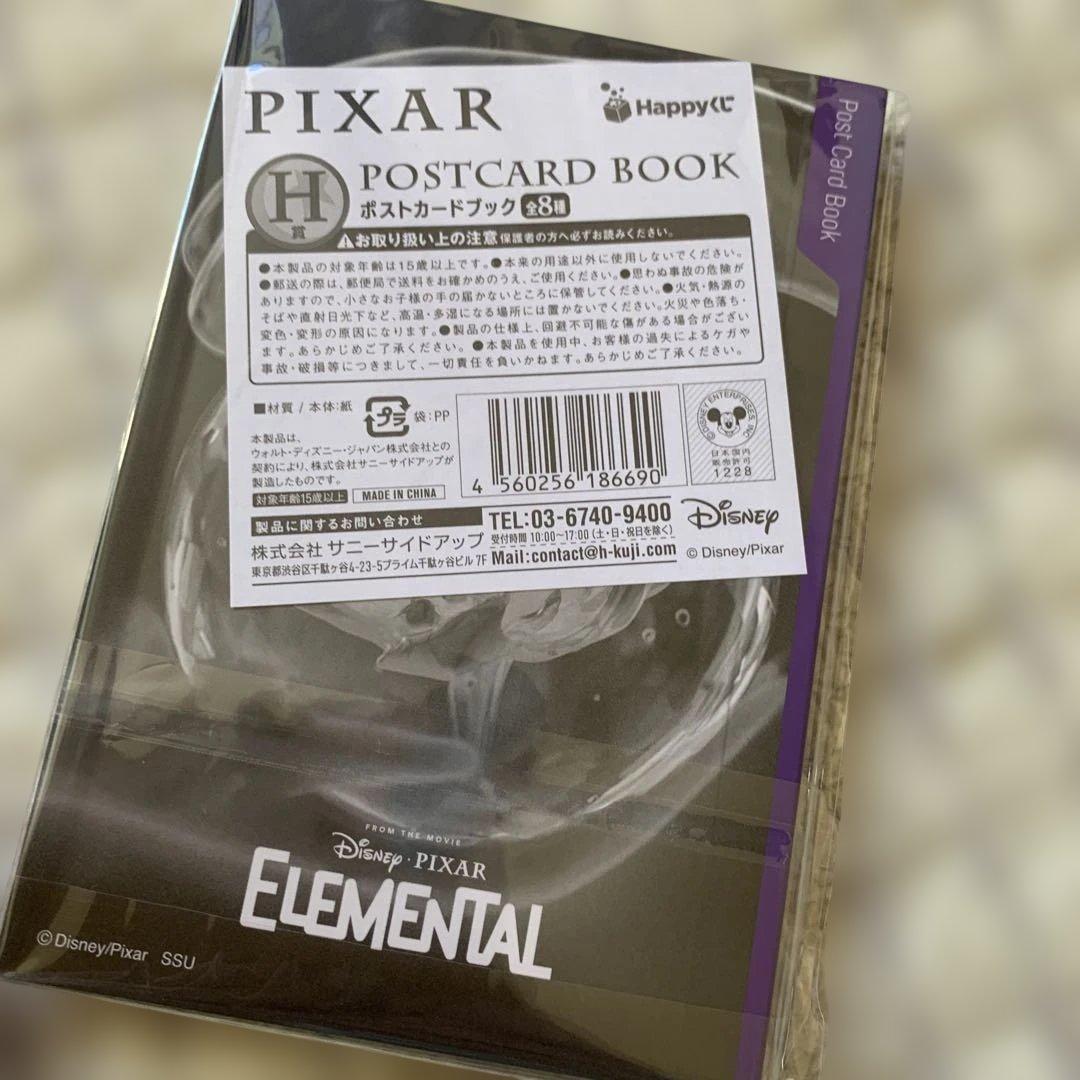 PIXAR
Happyくじ
H賞
POSTCARD BOOK
ポストカードブック 全8種
お取り扱い上の注意 保護者の方へ必ずお読みください。
●本製品の対象年齢は15歳以上です。●本来の用途以外に使用しないでください。
●郵送の際は、郵便局で送料をお確かめのうえ、ご使用ください。●思わぬ事故の危険が
ありますので、小さなお子様の手の届かないところに保管してください。●火気・熱源の
そばや直射日光下など、高温・多湿になる場所には置かないでください。火災や色落ち・
変色・変形の原因になります。●製品の仕様上、回避不可能な傷がある場合がござい
ます。あらかじめご了承ください。 ●本製品を使用中、お客様の過失によるケガや
事故・破損等につきまして、一切責任を負いかねます。あらかじめご了承ください。
■材質 / 本体:紙
プラ
袋:PP
本製品は、
ウォルト・ディズニー・ジャパン株式会社との
契約により、株式会社サニーサイドアップが
製造したものです。
対象年齢15歳以上
MADE IN CHINA
4 560256 186690
© DISNEY ENTERPRISES, INC
日本国内
販売許可
1228
製品に関するお問い合わせ
株式会社 サニーサイドアップ
東京都渋谷区千駄ヶ谷4-23-5プライム千駄ヶ谷ビル 7F
TEL:03-6740-9400
受付時間 10:00〜17:00 (土・日・祝日を除く)
Mail:contact@h-kuji.com
Disney
© Disney/Pixar
Post Card Book
FROM THE MOVIE
Disney · PIXAR
ELEMENTAL
© Disney/Pixar SSU